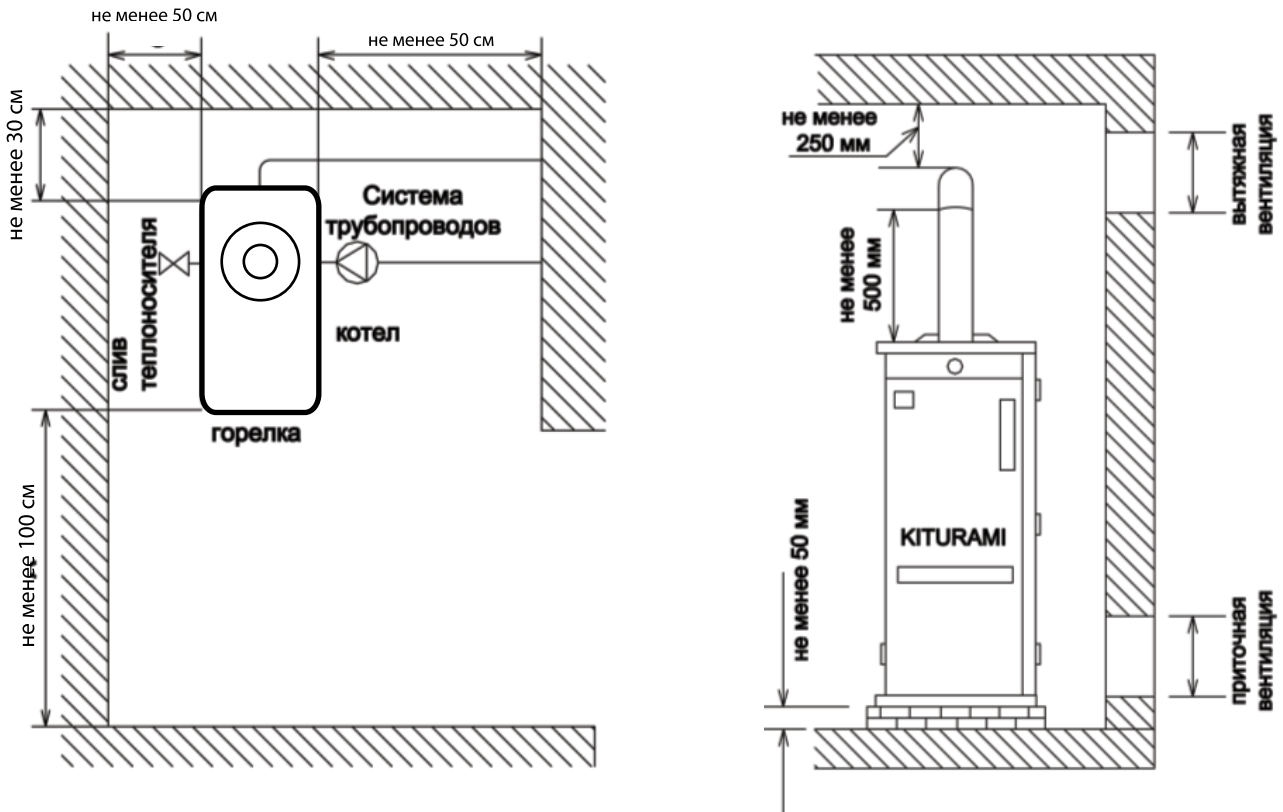 не менее 50 см
не менее 50 см
не менее 30 см
Система
трубопроводов
слив
теплоносителя
котел
горелка
не менее 100 см
не менее
250 мм
не менее
500 мм
вытяжная
вентиляция
KITURAMI
не менее 50 мм
приточная
вентиляция